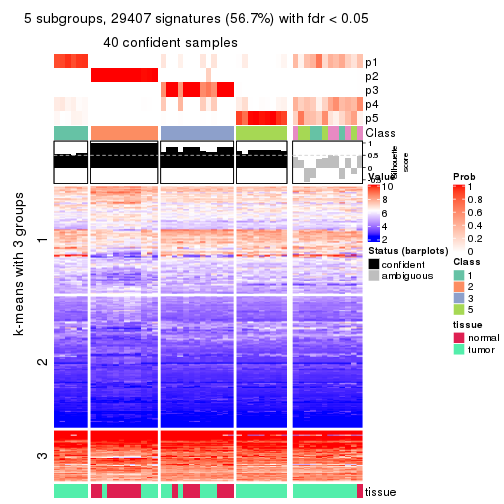 5 subgroups, 29407 signatures (56.7%) with fdr < 0.05
40 confident samples
p1
p2
p3
p4
p5
Class
1
0.5
0
Silhouette
score
k-means with 3 groups
1
2
3
tissue
Value
10
8
6
4
2
Status (barplots)
confident
ambiguous
Prob
1
0.8
0.6
0.4
0.2
0
Class
1
2
3
5
tissue
normal
tumor